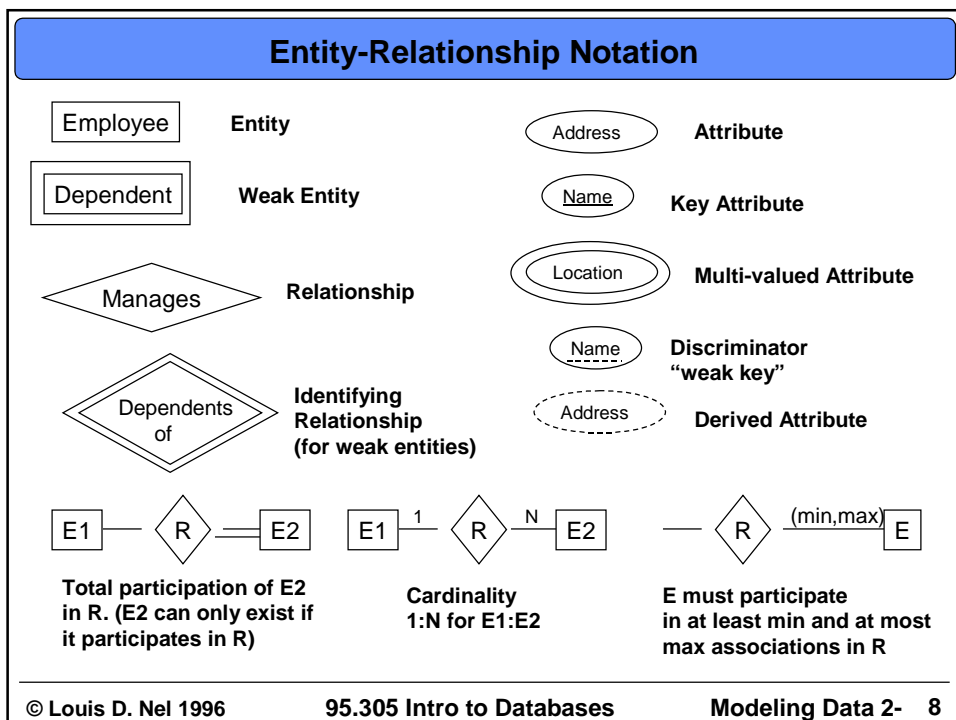 Entity-Relationship Notation
Employee
Entity
Dependent
Weak Entity
Manages
Relationship
Dependents
of
Identifying
Relationship
(for weak entities)
Address
Attribute
Name
Key Attribute
Location
Multi-valued Attribute
Name
Discriminator
“weak key”
Address
Derived Attribute
E1
R
E2
Total participation of E2
in R. (E2 can only exist if
it participates in R)
E1
1
R
N
E2
Cardinality
1:N for E1:E2
R
(min,max)
E
E must participate
in at least min and at most
max associations in R
© Louis D. Nel 1996
95.305 Intro to Databases
Modeling Data 2- 8